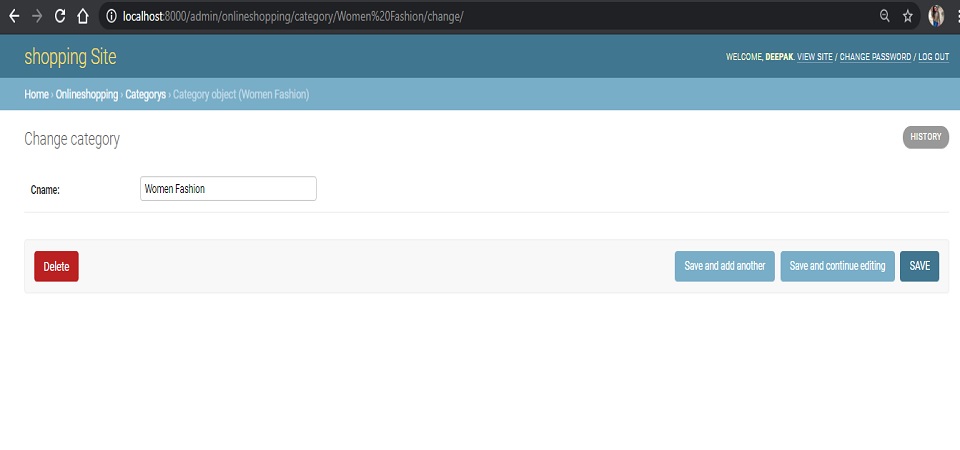 localhost:8000/admin/onlineshopping/category/Women%20Fashion/change/
shopping Site
WELCOME, DEEPAK. VIEW SITE / CHANGE PASSWORD / LOG OUT
Home › Onlineshopping › Categorys › Category object (Women Fashion)
Change category
HISTORY
Cname:
Women Fashion
Delete
Save and add another
Save and continue editing
SAVE